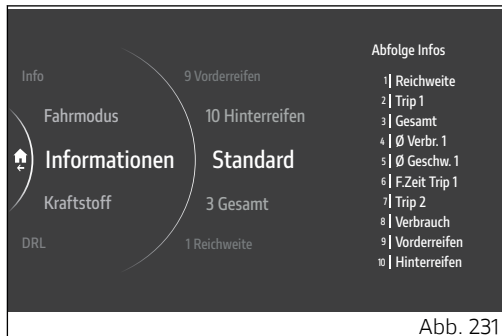 Info
Fahrmodus
Informationen
Kraftstoff
DRL
9 Vorderreifen
10 Hinterreifen
Standard
3 Gesamt
1 Reichweite
Abfolge Infos
1 Reichweite
2 Trip 1
3 Gesamt
4 Ø Verbr. 1
5 Ø Geschw. 1
6 F.Zeit Trip 1
7 Trip 2
8 Verbrauch
9 Vorderreifen
10 Hinterreifen
Abb. 231